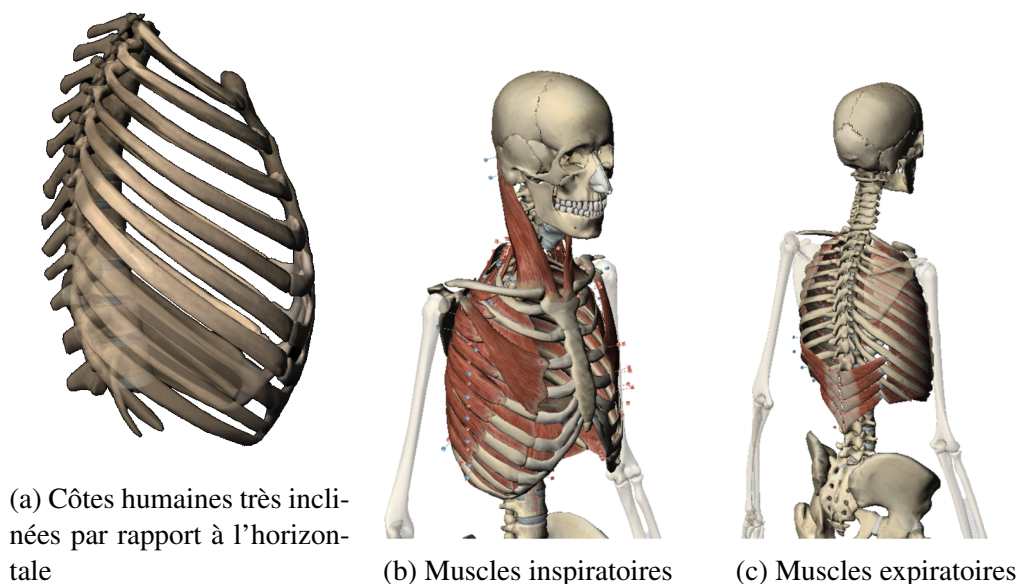 (a) Côtes humaines très incli-
nées par rapport à l'horizon-
tale
(b) Muscles inspiratoires
(c) Muscles expiratoires